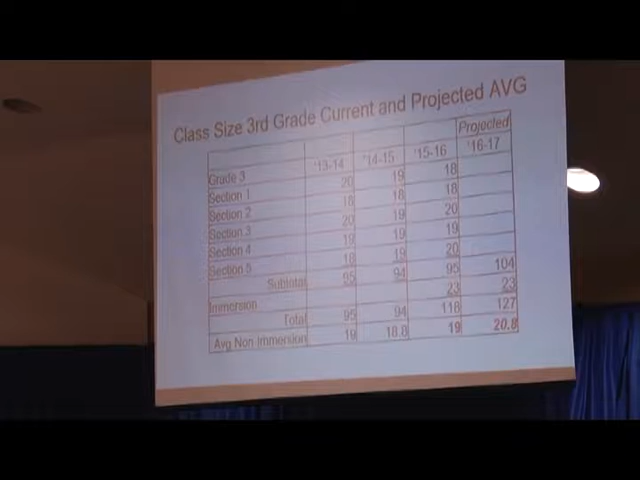 Class Size 3rd Grade Current and Projected AVG
Projected
Grade 3 '13-14 '14-15 '15-16 '16-17
Section 1 20 19 18
Section 2 18 18 18
Section 3 20 19 20
Section 4 19 19 19
Section 5 18 19 20
Subtotal 95 94 95 104
Immersion 23 23
Total 95 94 118 127
Avg Non Immersion 19 18.8 19 20.8